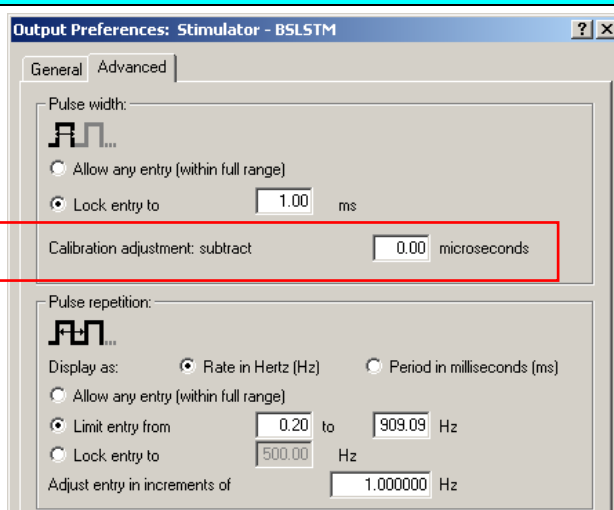 Output Preferences: Stimulator - BSLSTM ? X
General Advanced
Pulse width:
...
Allow any entry (within full range)
Lock entry to 1.00 ms
Calibration adjustment: subtract 0.00 microseconds
Pulse repetition:
...
Display as: Rate in Hertz (Hz) Period in milliseconds (ms)
Allow any entry (within full range)
Limit entry from 0.20 to 909.09 Hz
Lock entry to 500.00 Hz
Adjust entry in increments of 1.000000 Hz